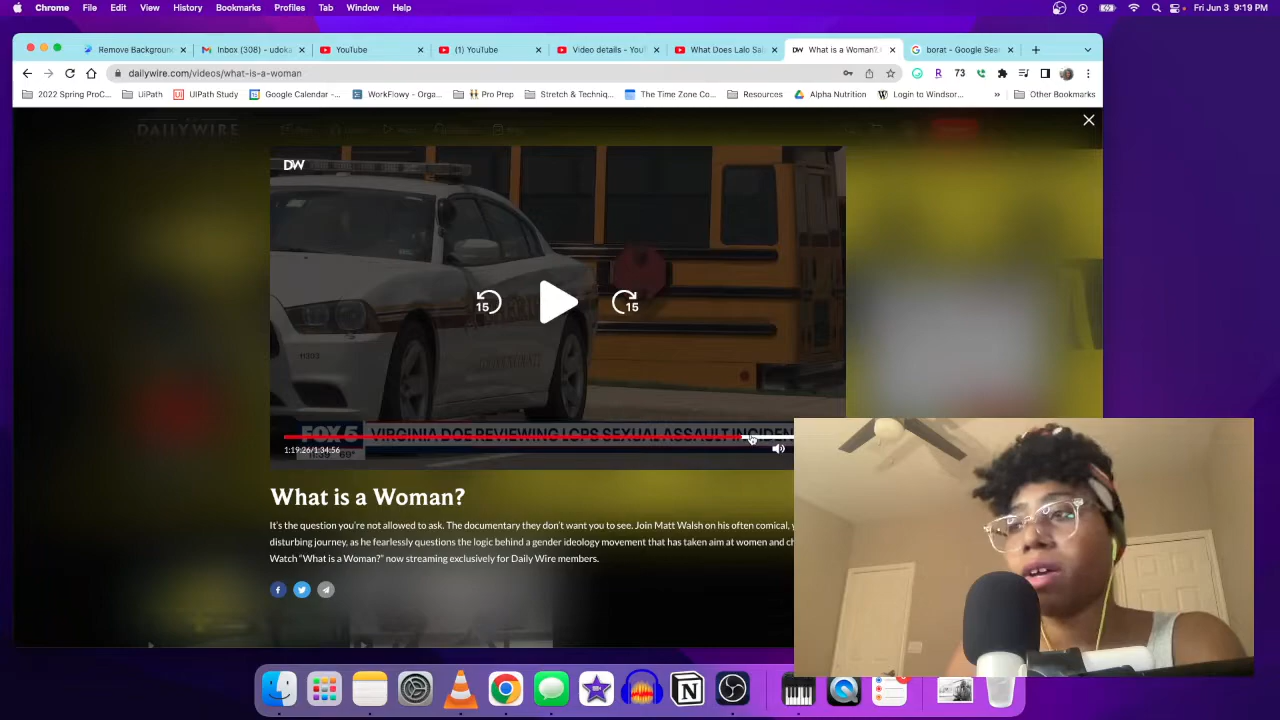 Chrome File Edit View History Bookmarks Profiles Tab Window Help Fri Jun 3 9:19 PM
Remove Backgroun Inbox (308) - udoka YouTube (1) YouTube Video details - You What Does Lalo Sal What is a Woman? borat - Google Sea
dailywire.com/videos/what-is-a-woman 73
2022 Spring ProC... UiPath UIPath Study Google Calendar -... WorkFlowy - Orga... Pro Prep Stretch & Techniq... The Time Zone Co... Resources Alpha Nutrition Login to Windsor... » Other Bookmarks
DAILYWIRE
DW
15 15
FOX 5 VIRGINIA DOE REVIEWING LCPS SEXUAL ASSAULT INCIDEN
1:19:26/1:34:56
What is a Woman?
It's the question you're not allowed to ask. The documentary they don't want you to see. Join Matt Walsh on his often comical,
disturbing journey, as he fearlessly questions the logic behind a gender ideology movement that has taken aim at women and ch
Watch "What is a Woman?" now streaming exclusively for Daily Wire members.